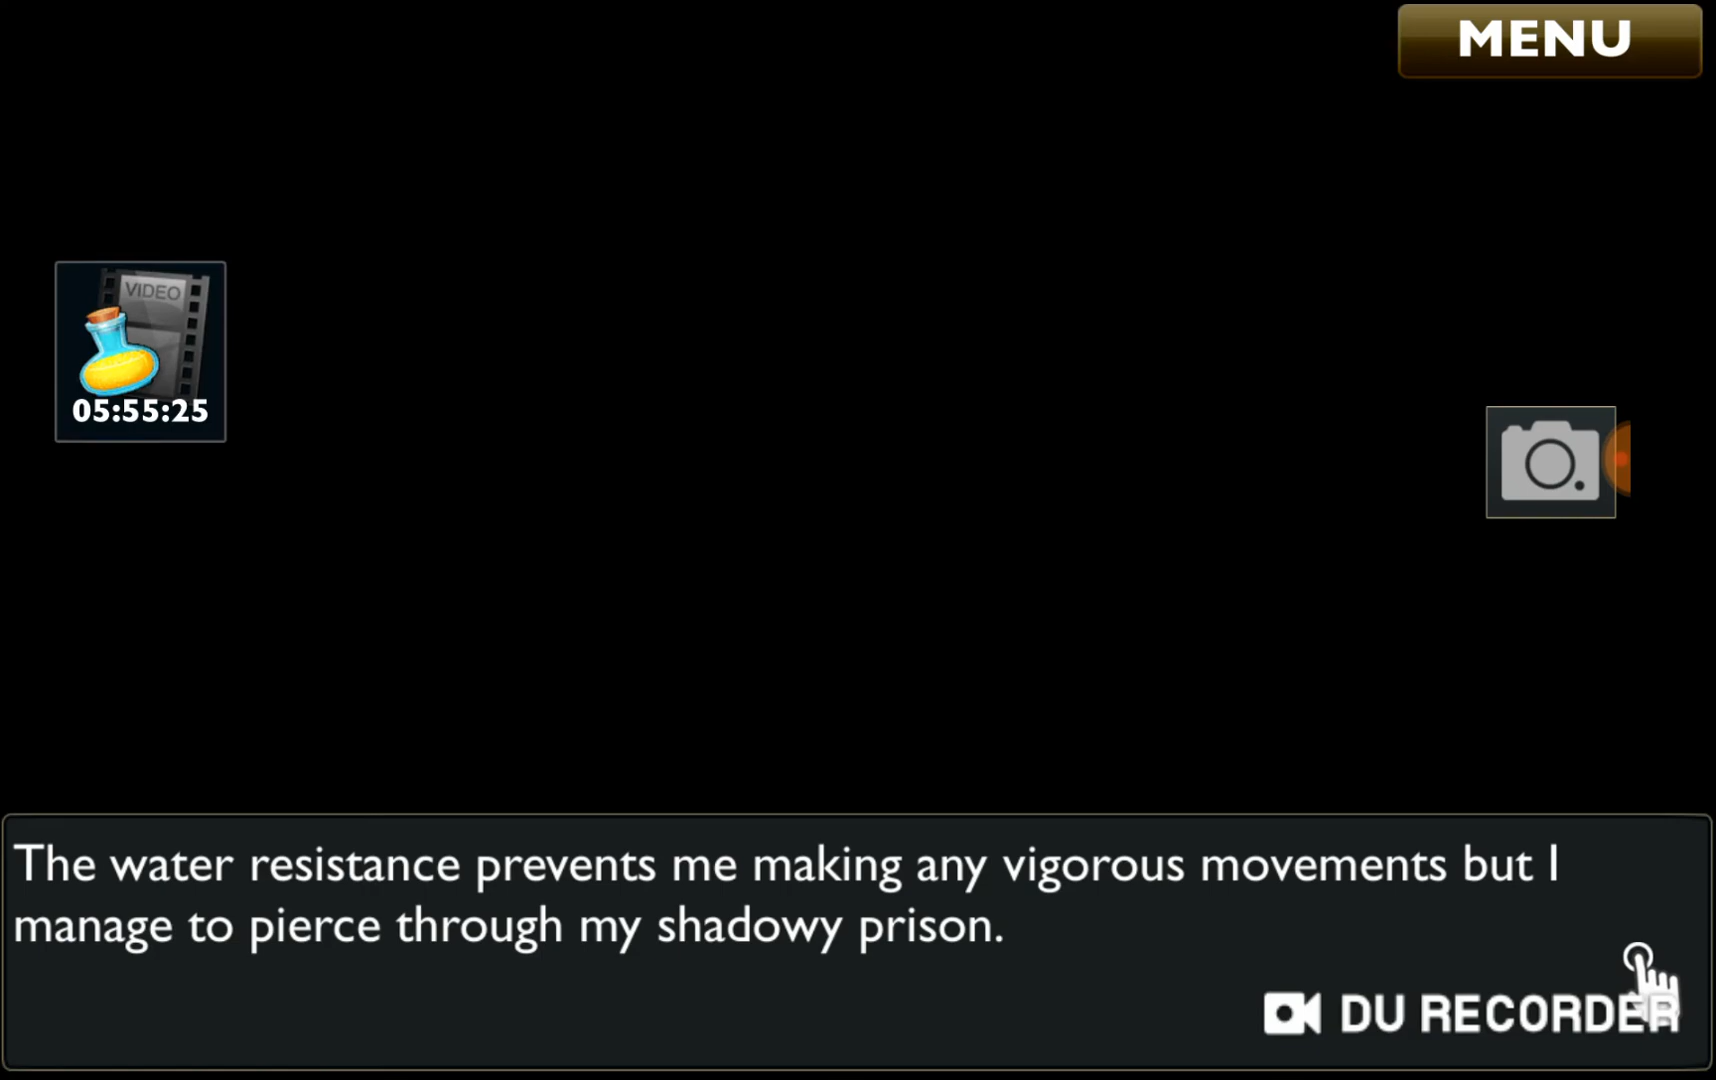 MENU
VIDEO
05:55:25
The water resistance prevents me making any vigorous movements but I
manage to pierce through my shadowy prison.
DU RECORDER